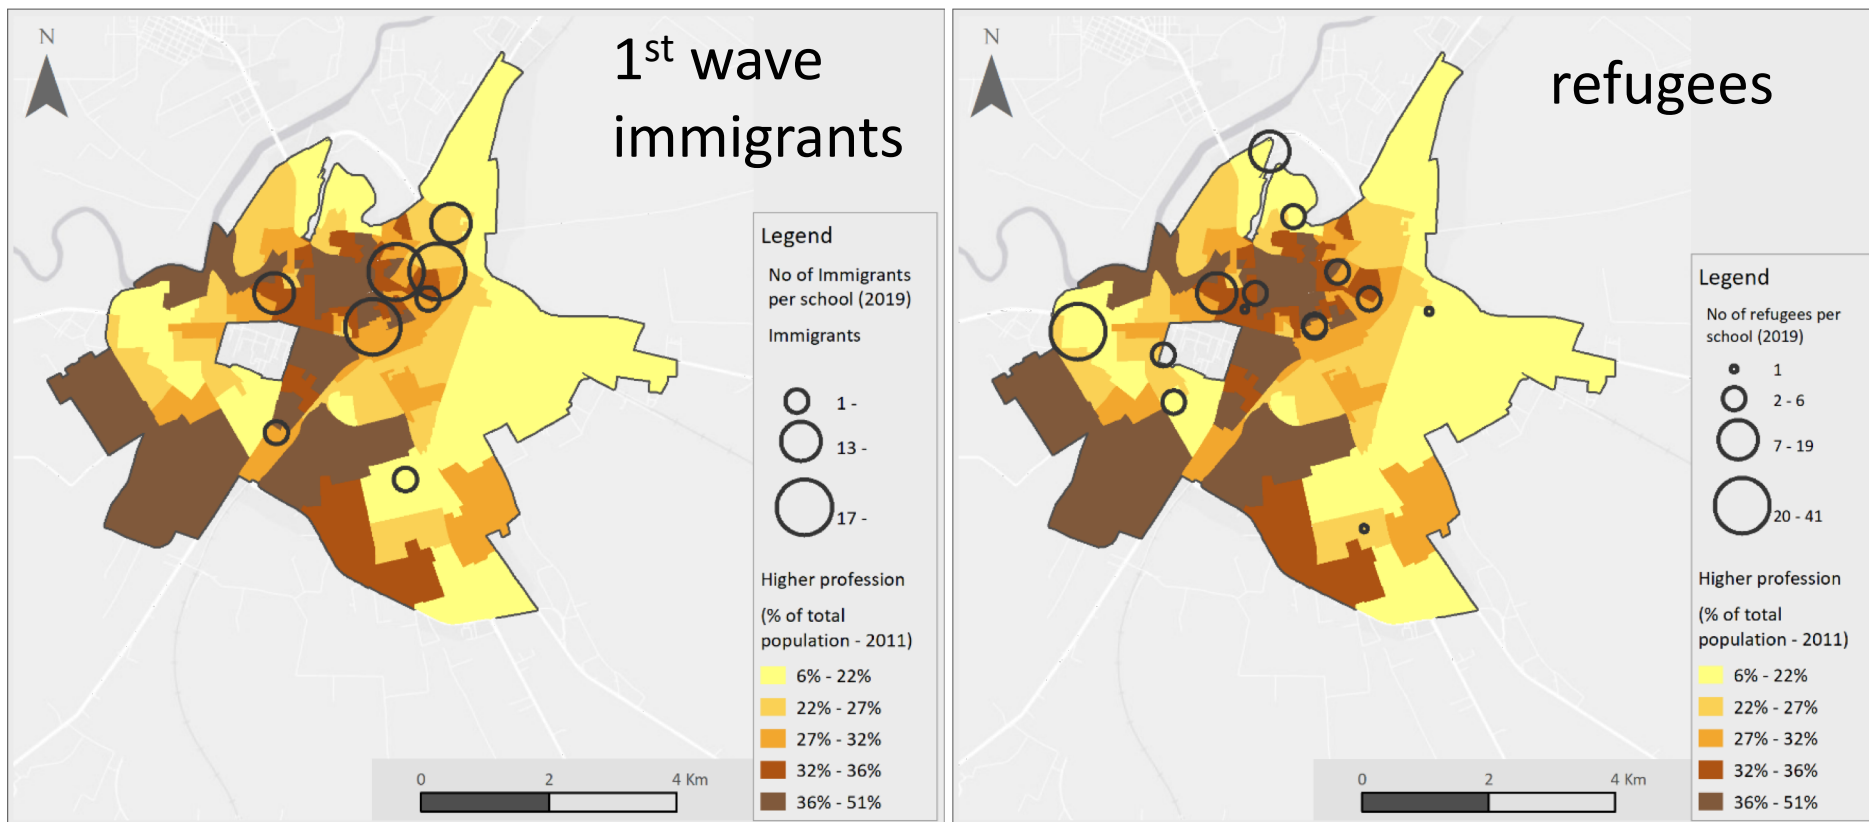 N
1st wave
immigrants
Legend
No of Immigrants
per school (2019)
Immigrants
1 -
13 -
17 -
Higher profession
(% of total
population - 2011)
6% - 22%
22% - 27%
27% - 32%
32% - 36%
36% - 51%
0 2 4 Km
N
refugees
Legend
No of refugees per
school (2019)
1
2 - 6
7 - 19
20 - 41
Higher profession
(% of total
population - 2011)
6% - 22%
22% - 27%
27% - 32%
32% - 36%
36% - 51%
0 2 4 Km